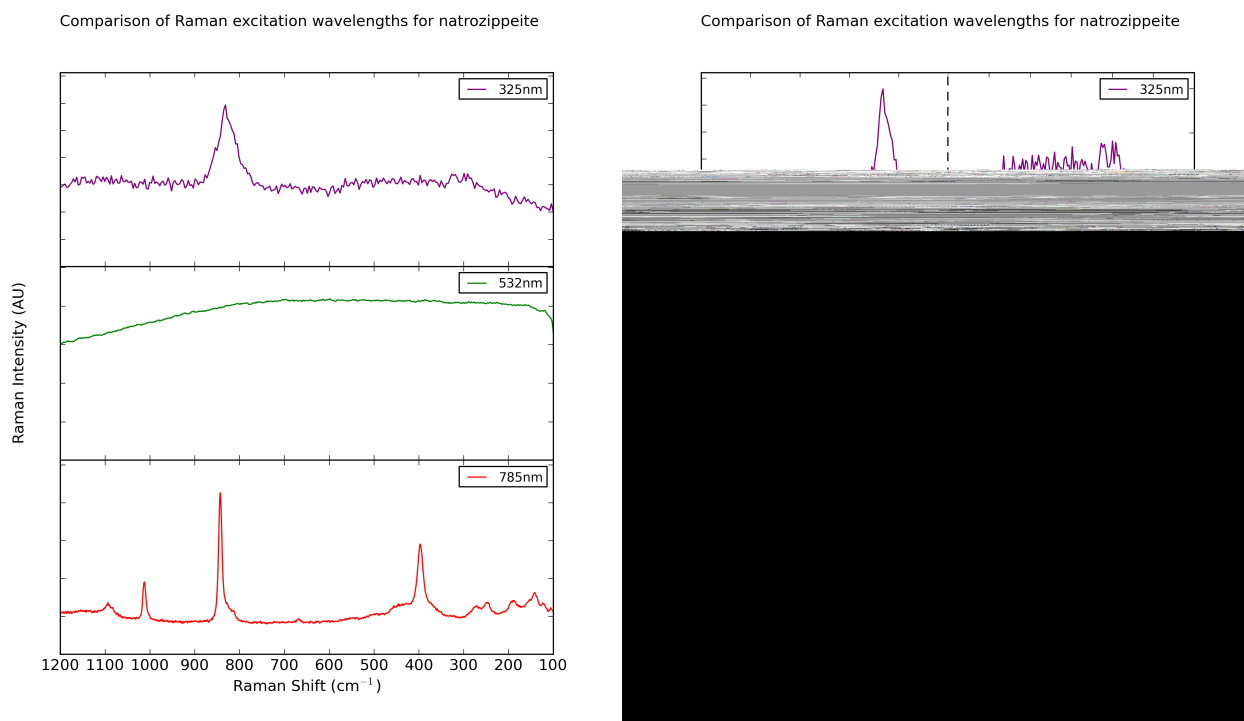 Comparison of Raman excitation wavelengths for natrozippeite
325nm
532nm
785nm
Raman Intensity (AU)
1200 1100 1000 900 800 700 600 500 400 300 200 100
Raman Shift (cm⁻¹)
Comparison of Raman excitation wavelengths for natrozippeite
325nm